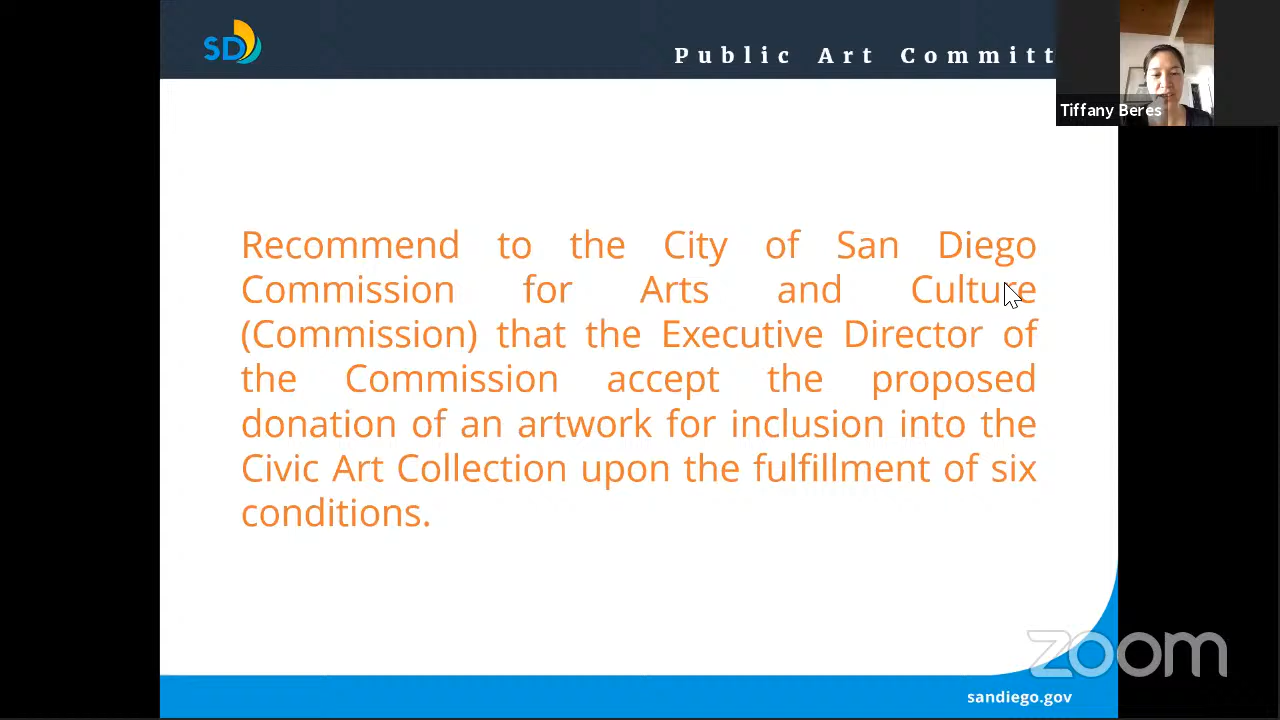 SD
Public Art Committ
Tiffany Beres
Recommend to the City of San Diego
Commission for Arts and Culture
(Commission) that the Executive Director of
the Commission accept the proposed
donation of an artwork for inclusion into the
Civic Art Collection upon the fulfillment of six
conditions.
zoom
sandiego.gov